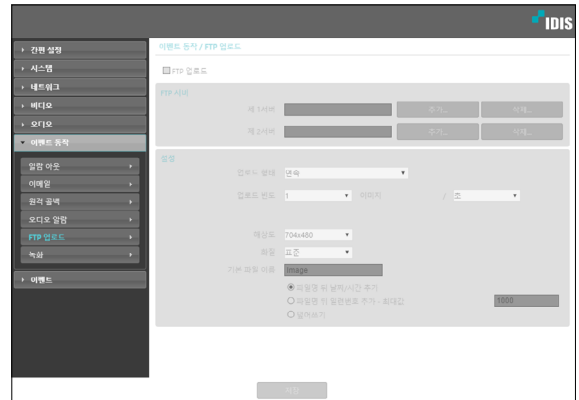 IDIS
간편 설정
시스템
네트워크
비디오
오디오
이벤트 동작
알람 아웃
이메일
원격 콜백
오디오 알람
FTP 업로드
녹화
이벤트
이벤트 동작 / FTP 업로드
FTP 업로드
FTP 서버
제 1서버 추가... 삭제...
제 2서버 추가... 삭제...
설정
업로드 형태 연속
업로드 빈도 1 이미지 / 초
해상도 704x480
화질 표준
기본 파일 이름 image
파일명 뒤 날짜/시간 추가
파일명 뒤 일련번호 추가 : 최대값 1000
덮어쓰기
저장